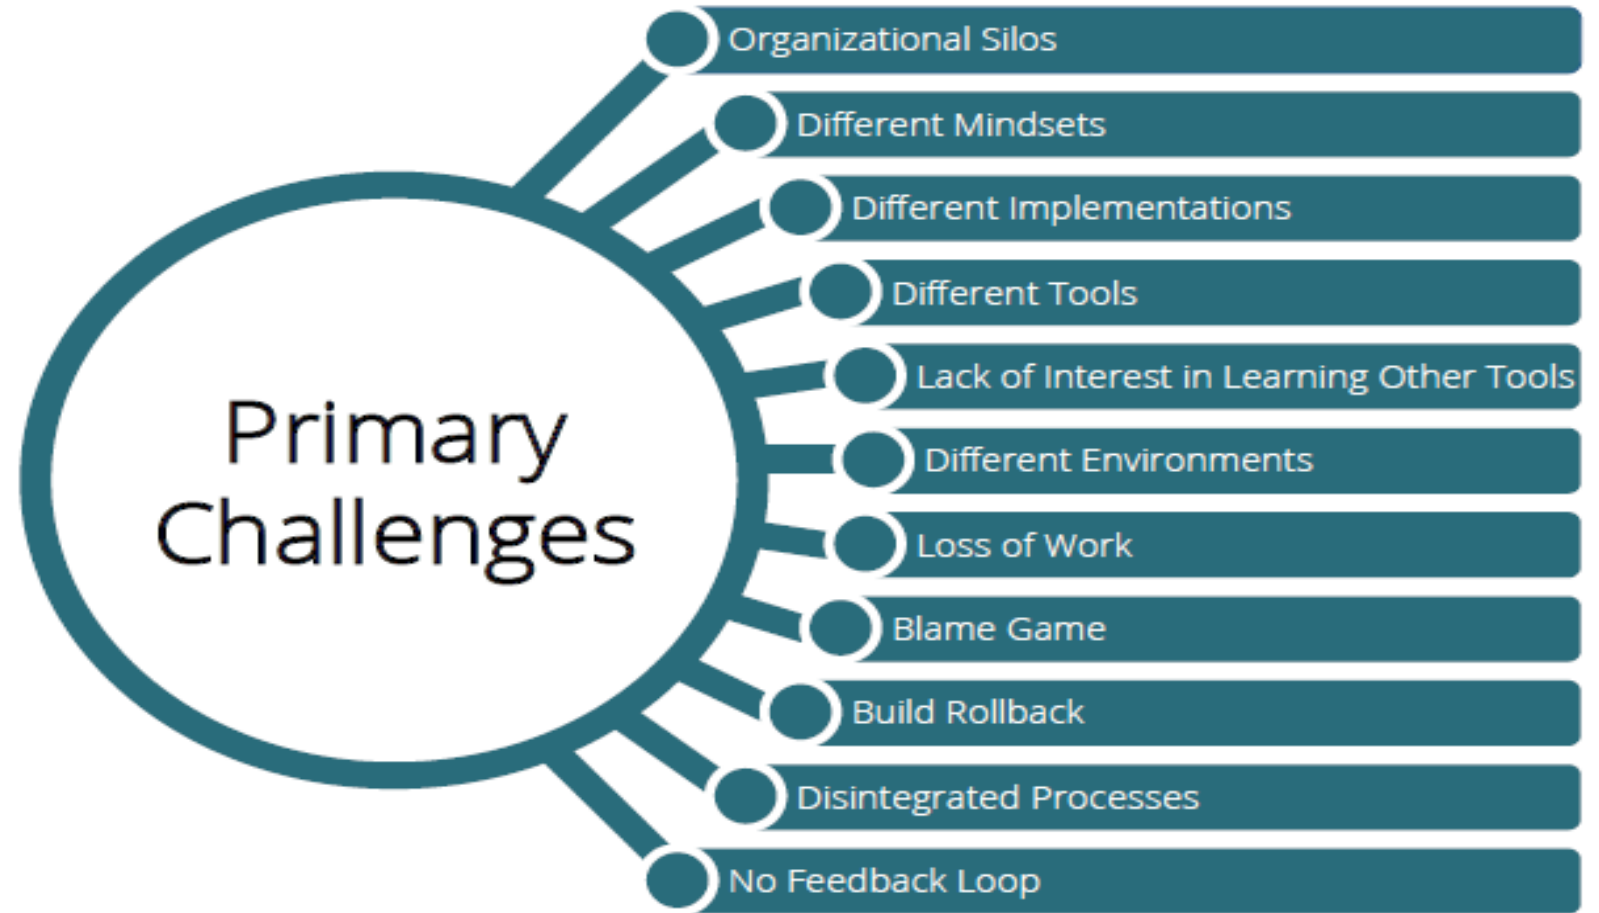 Organizational Silos
Different Mindsets
Different Implementations
Different Tools
Lack of Interest in Learning Other Tools
Primary
Challenges
Different Environments
Loss of Work
Blame Game
Build Rollback
Disintegrated Processes
No Feedback Loop